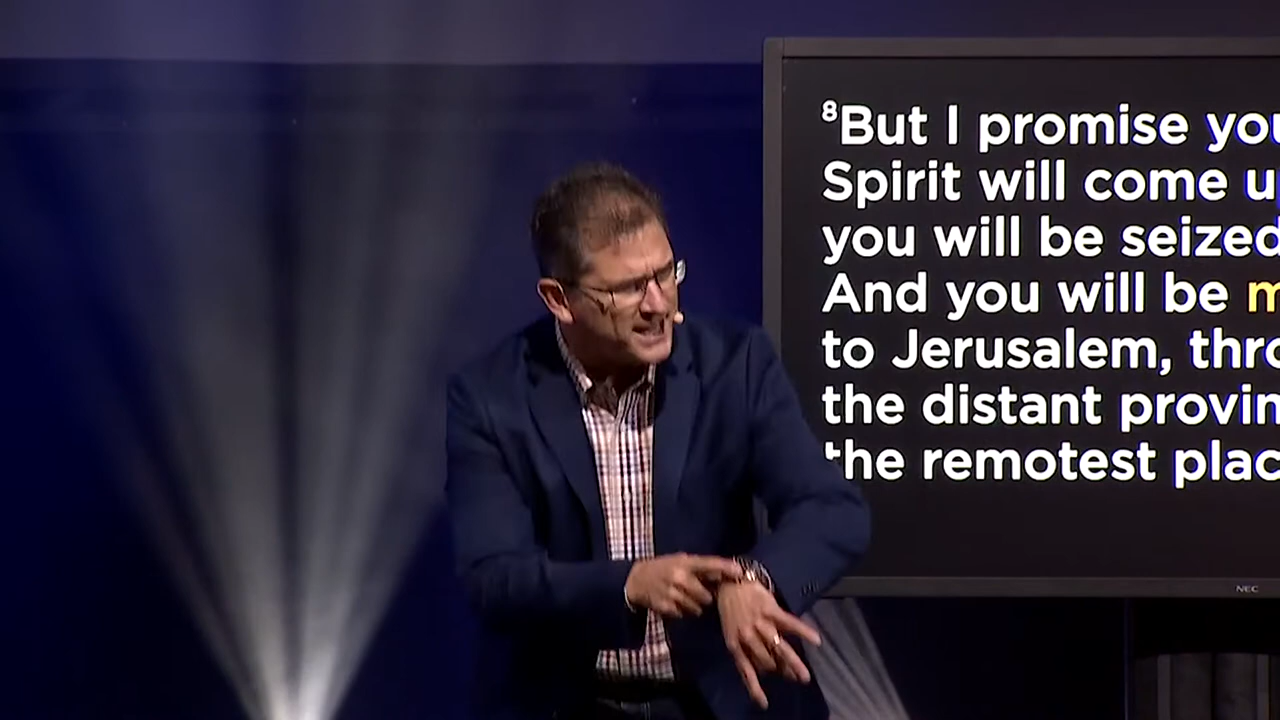 ⁸But I promise you
Spirit will come u
you will be seized
And you will be m
to Jerusalem, thro
the distant provin
the remotest plac
NEC